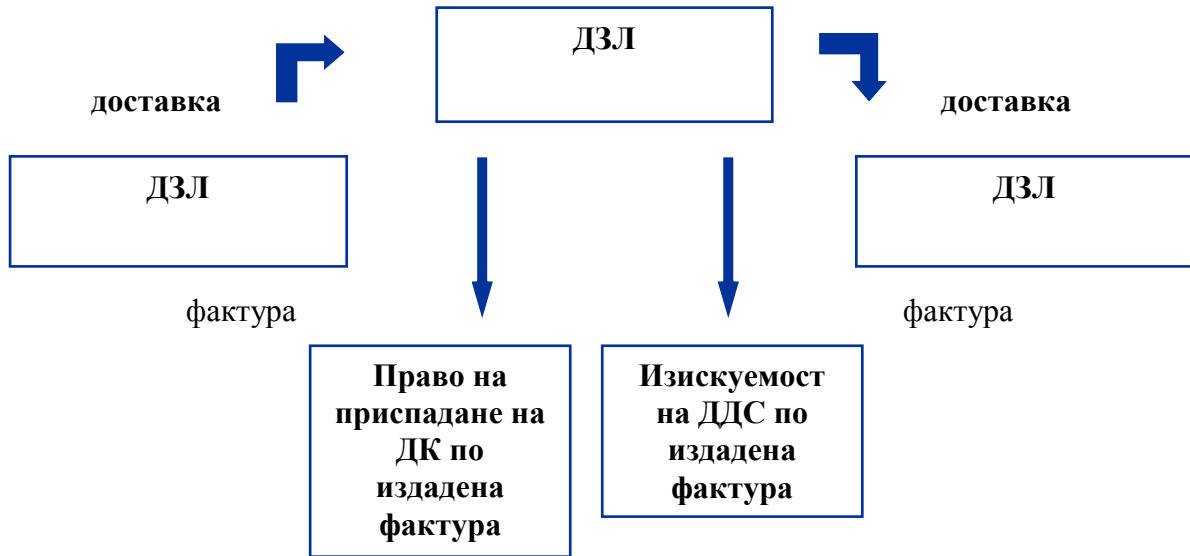 ДЗЛ
доставка
доставка
ДЗЛ
ДЗЛ
фактура
фактура
Право на
приспадане на
ДК по
издадена
фактура
Изискуемост
на ДДС по
издадена
фактура